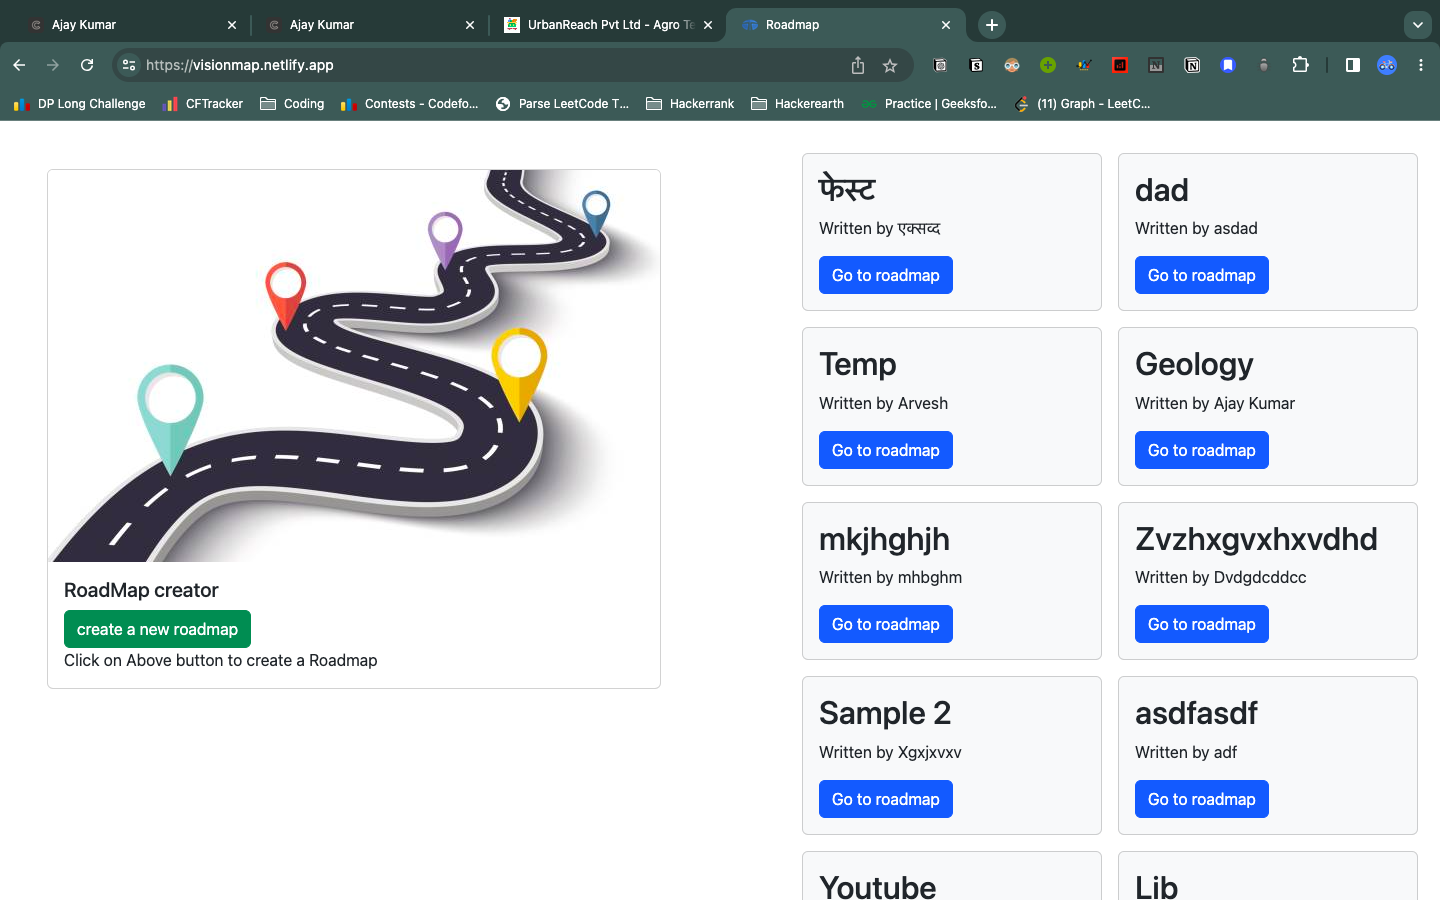 Ajay Kumar
Ajay Kumar
UrbanReach Pvt Ltd - Agro Te
Roadmap
https://visionmap.netlify.app
DP Long Challenge
CFTracker
Coding
Contests - Codefo...
Parse LeetCode T...
Hackerrank
Hackerearth
Practice | Geeksfo...
(11) Graph - LeetC...
RoadMap creator
create a new roadmap
Click on Above button to create a Roadmap
फेस्ट
Written by एक्सव्द
Go to roadmap
dad
Written by asdad
Go to roadmap
Temp
Written by Arvesh
Go to roadmap
Geology
Written by Ajay Kumar
Go to roadmap
mkjhghjh
Written by mhbghm
Go to roadmap
Zvzhxgvxhxvdhd
Written by Dvdgdcddcc
Go to roadmap
Sample 2
Written by Xgxjxvxv
Go to roadmap
asdfasdf
Written by adf
Go to roadmap
Youtube
Lib